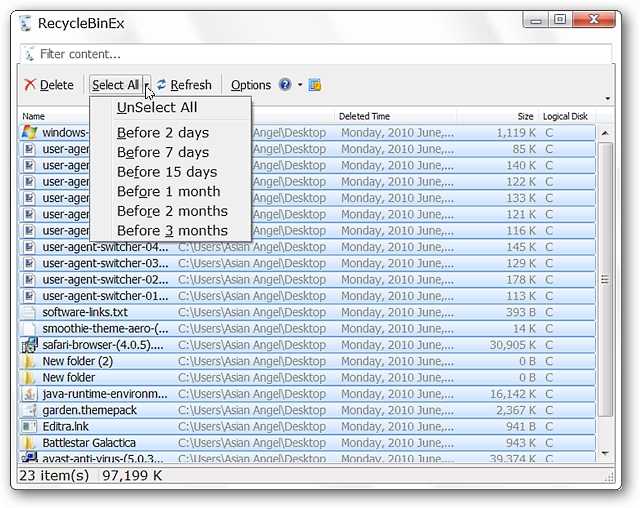 RecycleBinEx
Filter content...
Delete Select All Refresh Options
UnSelect All
Before 2 days
Before 7 days
Before 15 days
Before 1 month
Before 2 months
Before 3 months
Name Deleted Time Size Logical Disk
windows- Angel\Desktop Monday, 2010 June,... 1,119 K C
user-agen Angel\Desktop Monday, 2010 June,... 85 K C
user-agen Angel\Desktop Monday, 2010 June,... 140 K C
user-agen Angel\Desktop Monday, 2010 June,... 122 K C
user-agen Angel\Desktop Monday, 2010 June,... 133 K C
user-agen Angel\Desktop Monday, 2010 June,... 121 K C
user-agen Angel\Desktop Monday, 2010 June,... 116 K C
user-agent-switcher-04... C:\Users\Asian Angel\Desktop Monday, 2010 June,... 145 K C
user-agent-switcher-03... C:\Users\Asian Angel\Desktop Monday, 2010 June,... 129 K C
user-agent-switcher-02... C:\Users\Asian Angel\Desktop Monday, 2010 June,... 178 K C
user-agent-switcher-01... C:\Users\Asian Angel\Desktop Monday, 2010 June,... 113 K C
software-links.txt C:\Users\Asian Angel\Desktop Monday, 2010 June,... 393 B C
smoothie-theme-aero-(... C:\Users\Asian Angel\Desktop Monday, 2010 June,... 14 K C
safari-browser-(4.0.5).... C:\Users\Asian Angel\Desktop Monday, 2010 June,... 30,905 K C
New folder (2) C:\Users\Asian Angel\Desktop Monday, 2010 June,... 0 B C
New folder C:\Users\Asian Angel\Desktop Monday, 2010 June,... 0 B C
java-runtime-environm... C:\Users\Asian Angel\Desktop Monday, 2010 June,... 16,142 K C
garden.themepack C:\Users\Asian Angel\Desktop Monday, 2010 June,... 2,367 K C
Editra.lnk C:\Users\Asian Angel\Desktop Monday, 2010 June,... 941 B C
Battlestar Galactica C:\Users\Asian Angel\Desktop Monday, 2010 June,... 943 K C
avast-anti-virus-(5.0.3... C:\Users\Asian Angel\Desktop Monday, 2010 June,... 39,374 K C
23 item(s) 97,199 K